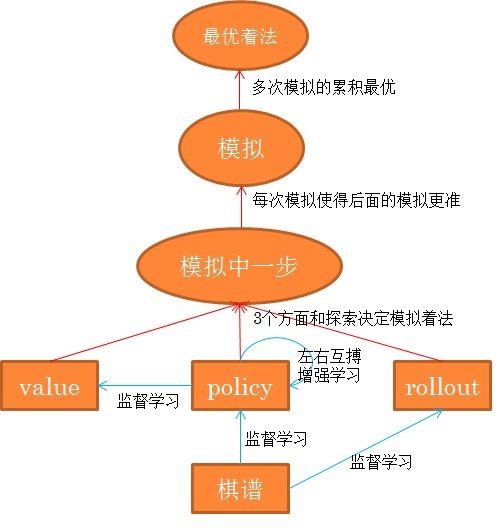 最优着法
多次模拟的累积最优
模拟
每次模拟使得后面的模拟更准
模拟中一步
3个方面和探索决定模拟着法
左右互搏
增强学习
value
policy
rollout
监督学习
监督学习
监督学习
棋谱